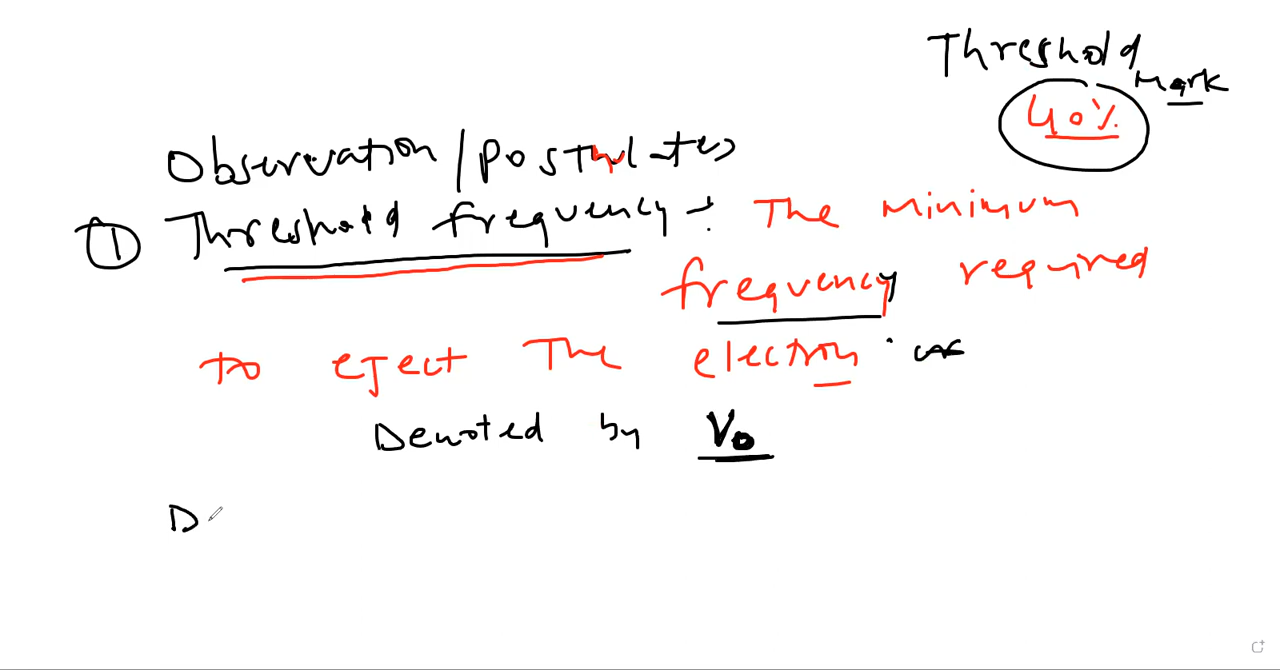 Threshold
Mark
40%
Observation / Postulates
① Threshold frequency : The Minimum
frequency required
to eject the electron.
Denoted by V₀
D